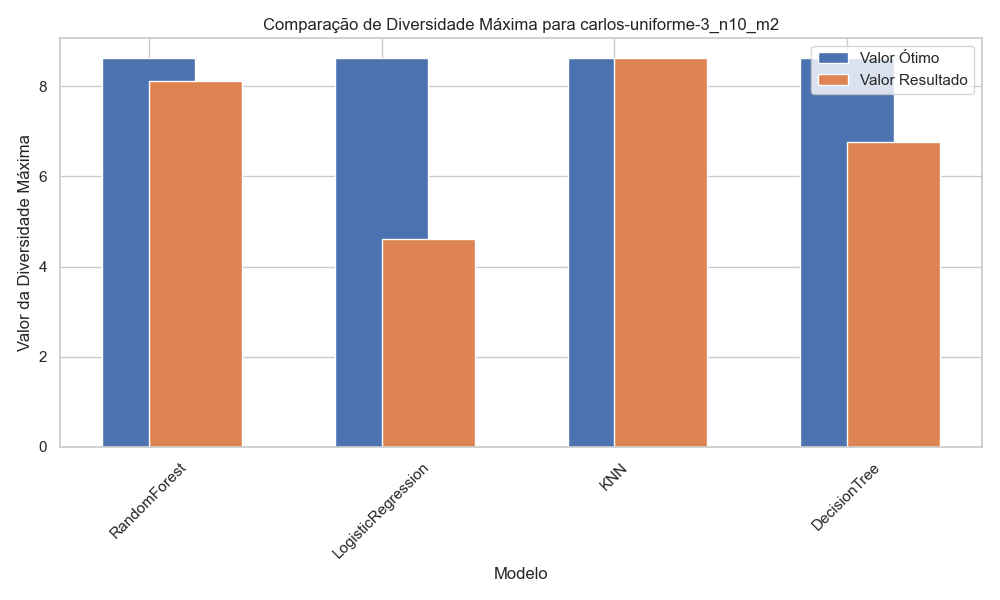 Comparação de Diversidade Máxima para carlos-uniforme-3_n10_m2
Valor Ótimo
Valor Resultado
Valor da Diversidade Máxima
8
6
4
2
0
RandomForest
LogisticRegression
KNN
DecisionTree
Modelo